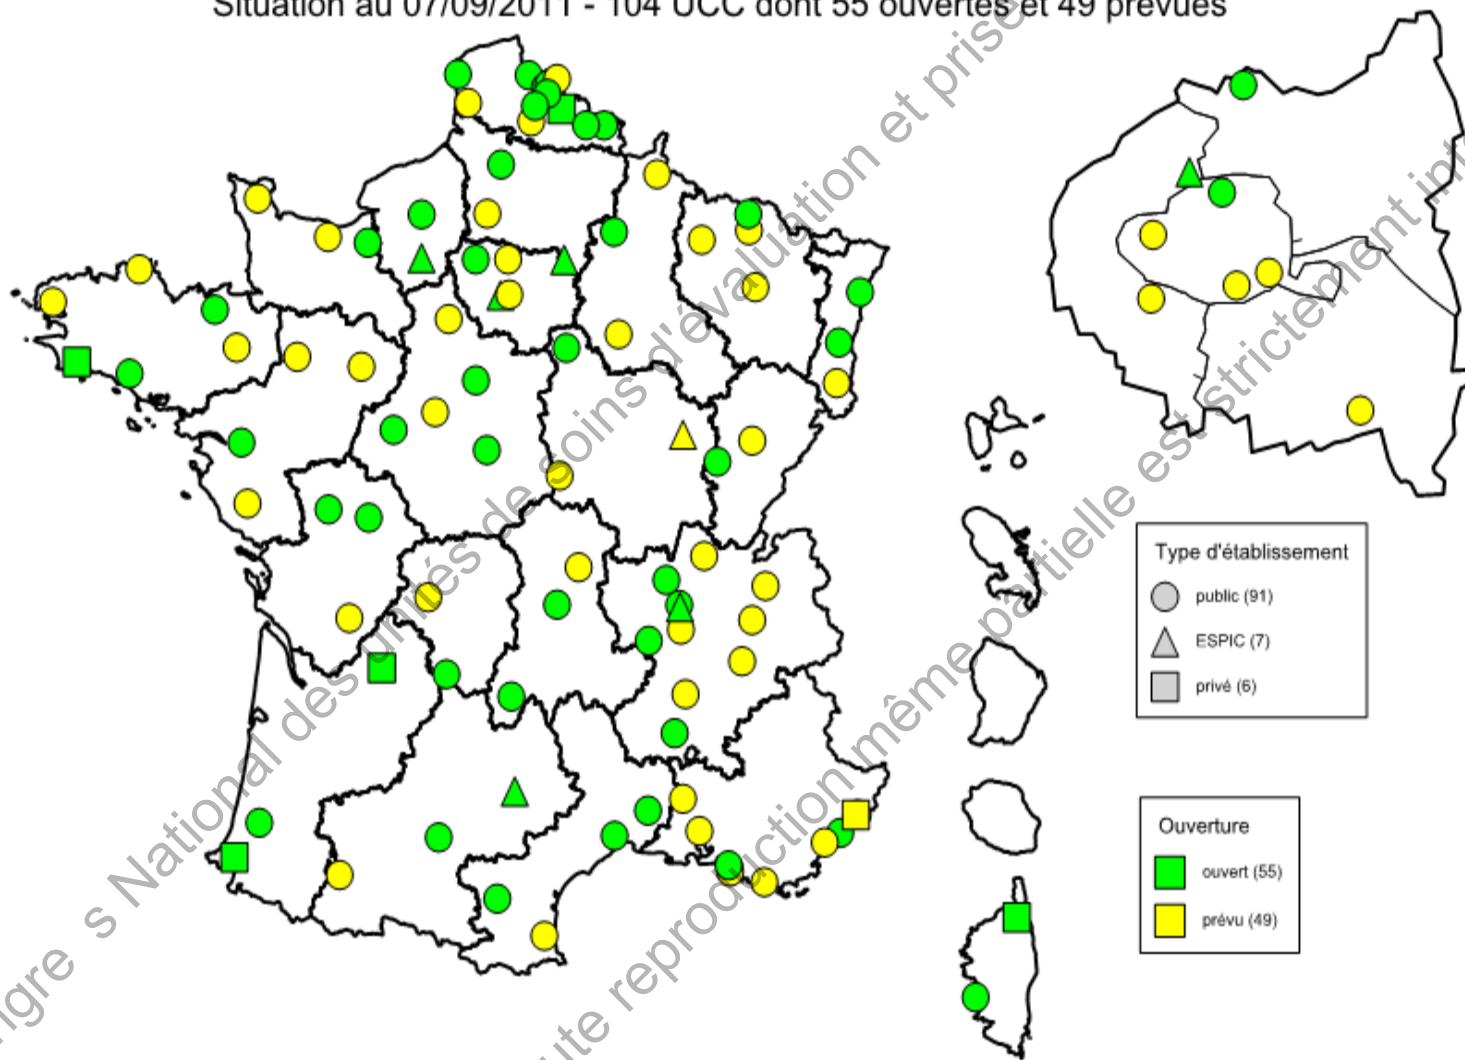 Situation au 07/09/2011 - 104 UCC dont 55 ouvertes et 49 prévues
Type d'établissement
public (91)
ESPIC (7)
privé (6)
Ouverture
ouvert (55)
prévu (49)
s National des unités de soins d'évaluation et prise
ute reproduction même partielle est strictement